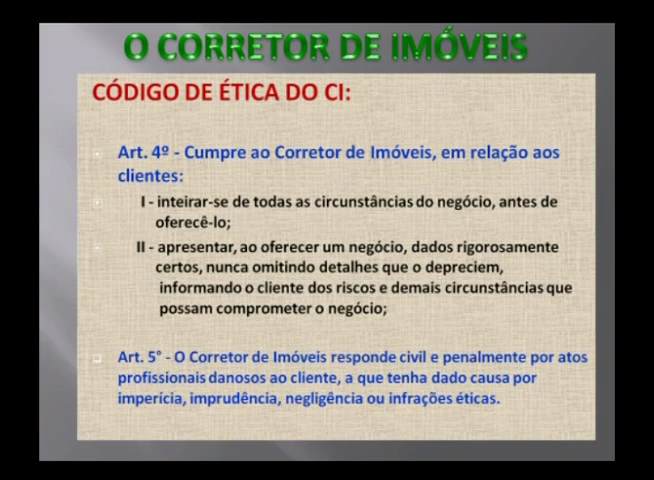 O CORRETOR DE IMÓVEIS
CÓDIGO DE ÉTICA DO CI:
Art. 4º - Cumpre ao Corretor de Imóveis, em relação aos
clientes:
I - inteirar-se de todas as circunstâncias do negócio, antes de
oferecê-lo;
II - apresentar, ao oferecer um negócio, dados rigorosamente
certos, nunca omitindo detalhes que o depreciem,
informando o cliente dos riscos e demais circunstâncias que
possam comprometer o negócio;
Art. 5° - O Corretor de Imóveis responde civil e penalmente por atos
profissionais danosos ao cliente, a que tenha dado causa por
imperícia, imprudência, negligência ou infrações éticas.